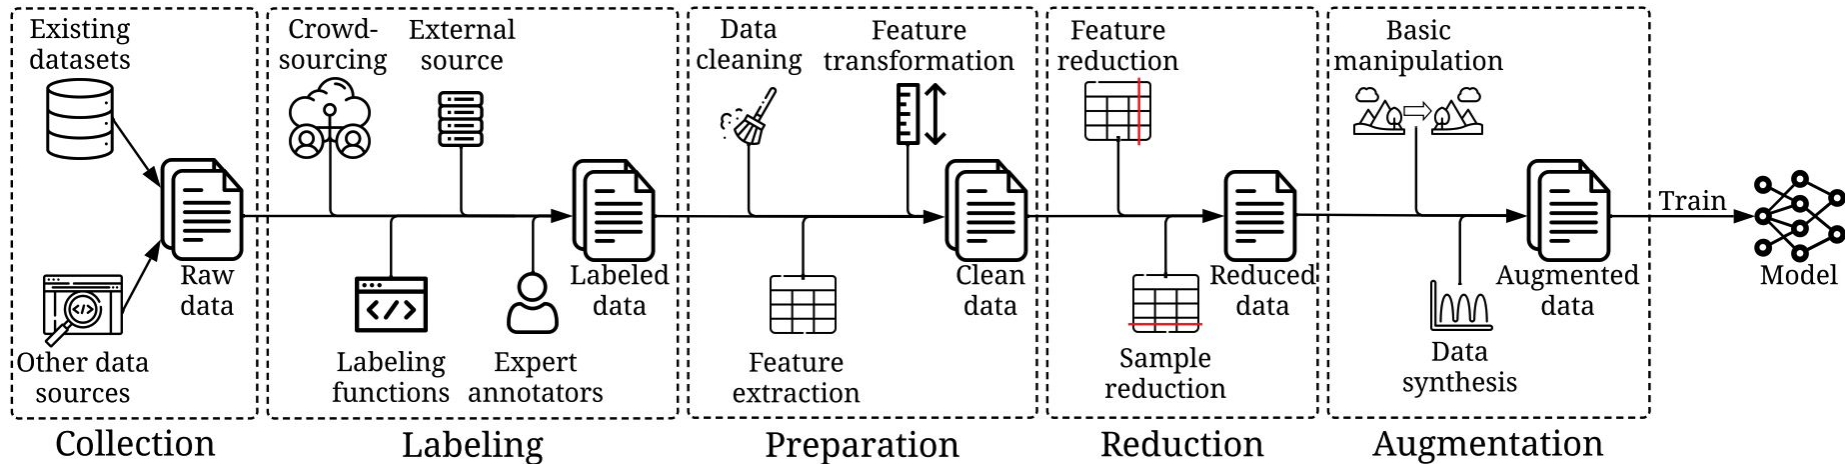 Existing
datasets
Other data
sources
Raw
data
Collection
Crowd-
sourcing
External
source
Labeling
functions
Expert
annotators
Labeled
data
Labeling
Data
cleaning
Feature
transformation
Feature
extraction
Clean
data
Preparation
Feature
reduction
Sample
reduction
Reduced
data
Reduction
Basic
manipulation
Data
synthesis
Augmented
data
Augmentation
Train
Model